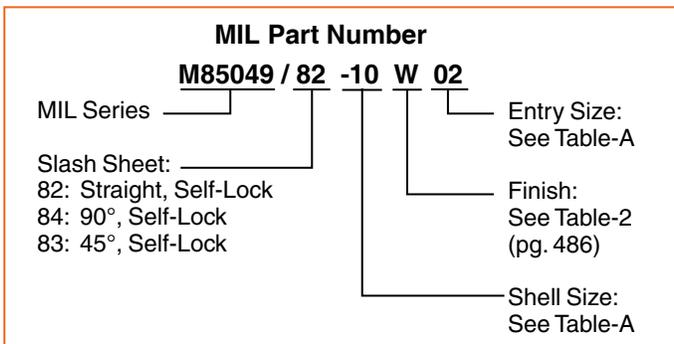 MIL Part Number
M85049 / 82 -10 W 02
MIL Series
Slash Sheet:
82: Straight, Self-Lock
84: 90°, Self-Lock
83: 45°, Self-Lock
Entry Size:
See Table-A
Finish:
See Table-2
(pg. 486)
Shell Size:
See Table-A